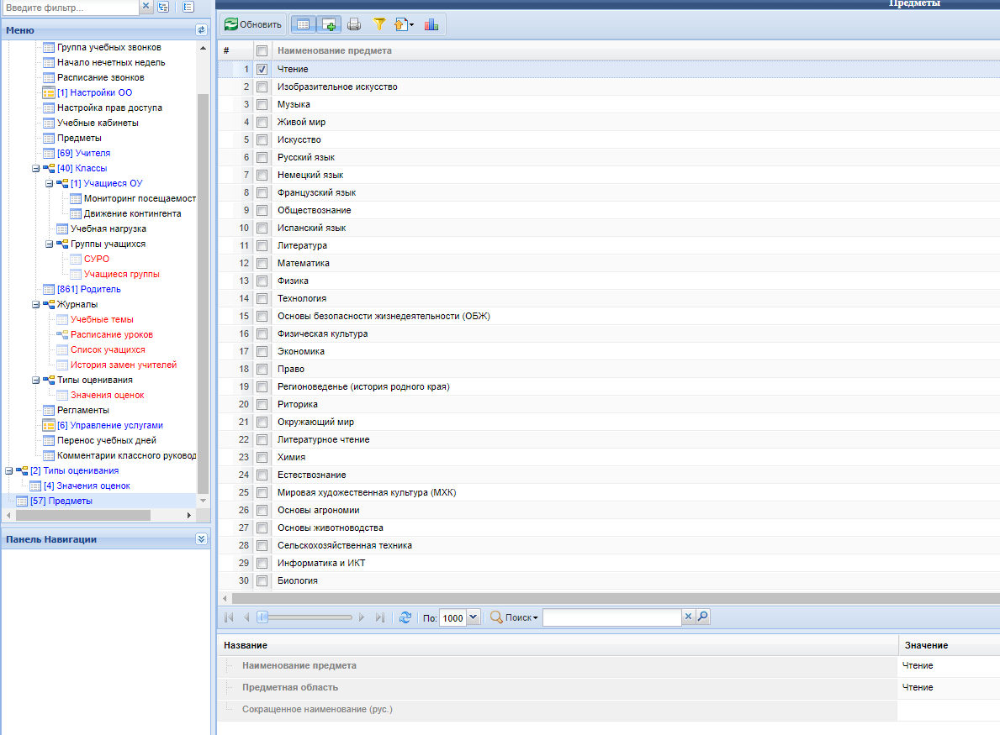 Введите фильтр...
Меню
Группа учебных звонков
Начало нечетных недель
Расписание звонков
[1] Настройки ОО
Настройка прав доступа
Учебные кабинеты
Предметы
[69] Учителя
[40] Классы
[1] Учащиеся ОУ
Мониторинг посещаемост
Движение контингента
Учебная нагрузка
Группы учащихся
СУРО
Учащиеся группы
[861] Родитель
Журналы
Учебные темы
Расписание уроков
Список учащихся
История замен учителей
Типы оценивания
Значения оценок
Регламенты
[6] Управление услугами
Перенос учебных дней
Комментарии классного руковод
[2] Типы оценивания
[4] Значения оценок
[57] Предметы
Панель Навигации
Предметы
Обновить
# Наименование предмета
1 Чтение
2 Изобразительное искусство
3 Музыка
4 Живой мир
5 Искусство
6 Русский язык
7 Немецкий язык
8 Французский язык
9 Обществознание
10 Испанский язык
11 Литература
12 Математика
13 Физика
14 Технология
15 Основы безопасности жизнедеятельности (ОБЖ)
16 Физическая культура
17 Экономика
18 Право
19 Регионоведенье (история родного края)
20 Риторика
21 Окружающий мир
22 Литературное чтение
23 Химия
24 Естествознание
25 Мировая художественная культура (МХК)
26 Основы агрономии
27 Основы животноводства
28 Сельскохозяйственная техника
29 Информатика и ИКТ
30 Биология
По: 1000 Поиск
Название Значение
Наименование предмета Чтение
Предметная область Чтение
Сокращенное наименование (рус.)